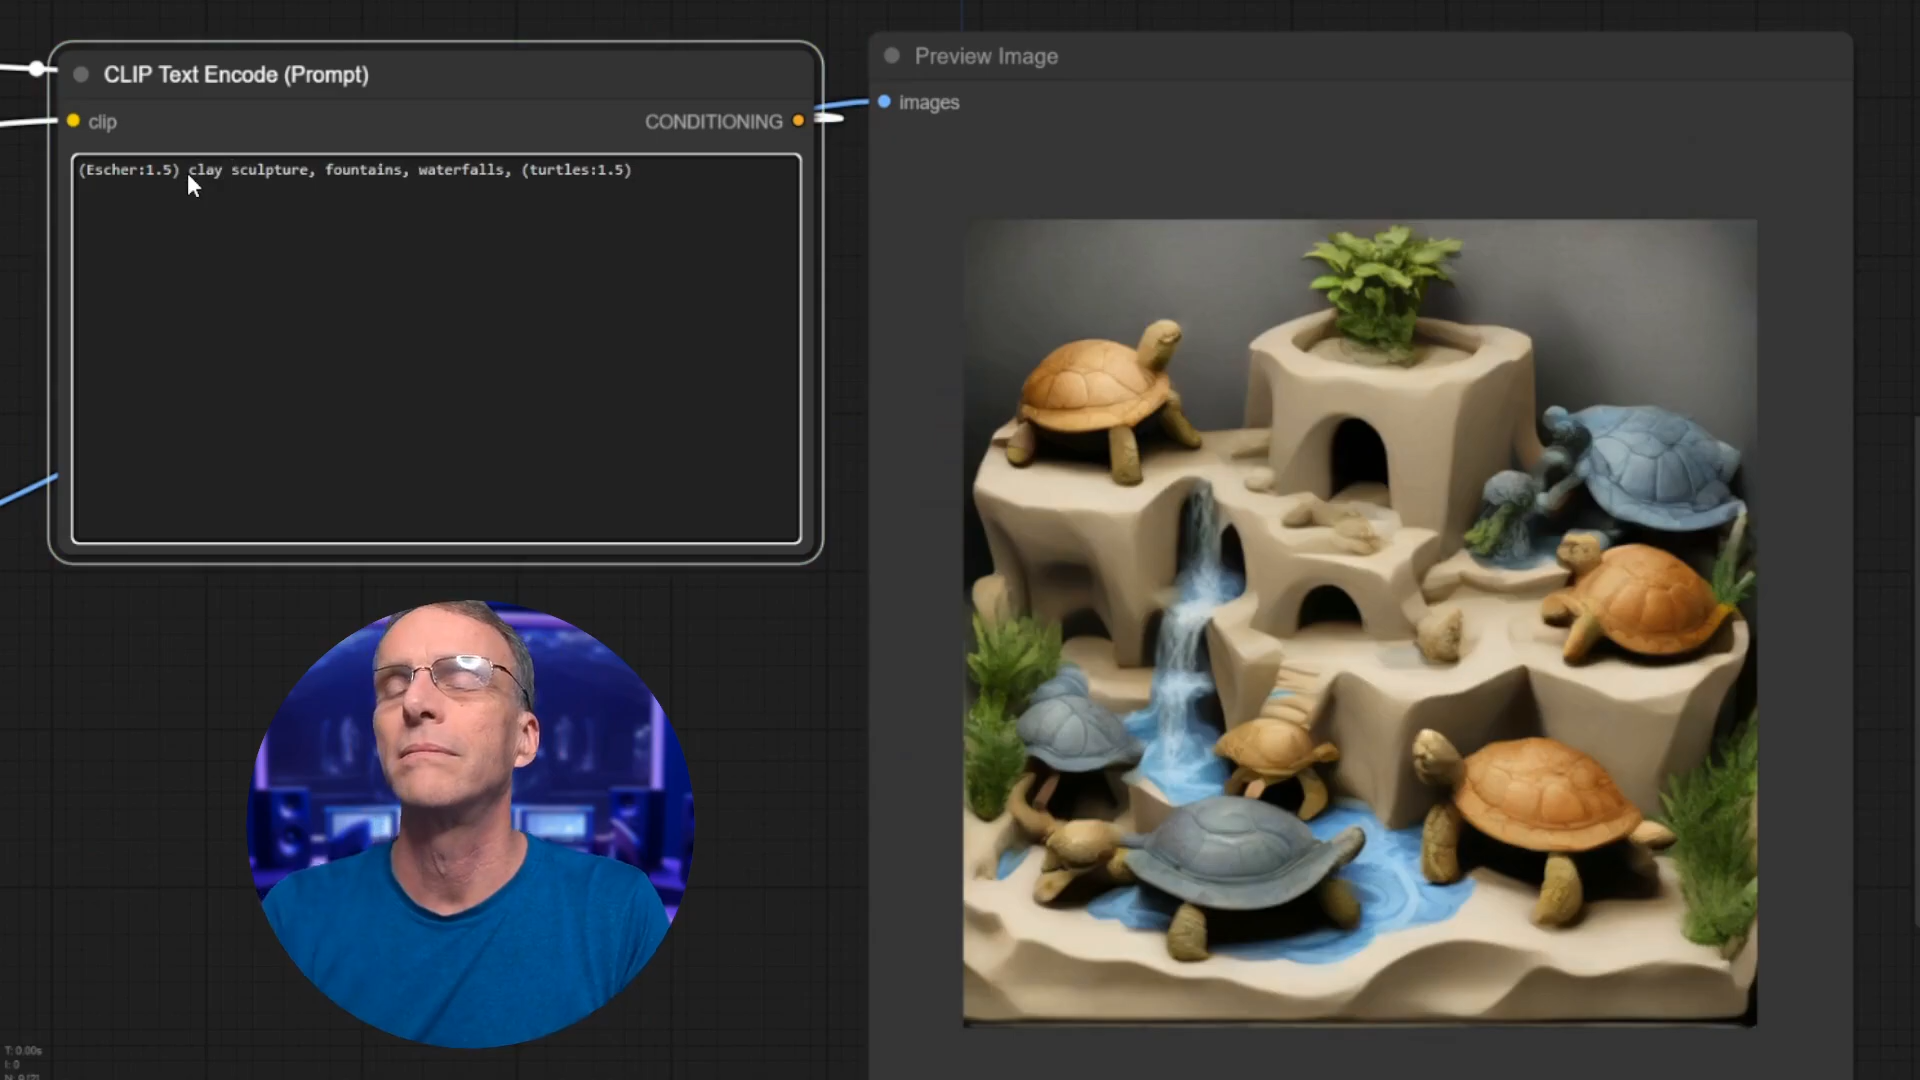 CLIP Text Encode (Prompt)
clip
CONDITIONING
(Escher:1.5) clay sculpture, fountains, waterfalls, (turtles:1.5)
Preview Image
images
T: 0.00s
I: 0